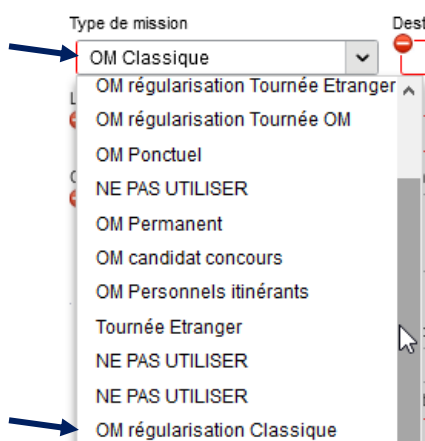 Type de mission Dest
OM Classique
OM régularisation Tournée Etranger
OM régularisation Tournée OM
OM Ponctuel
NE PAS UTILISER
OM Permanent
OM candidat concours
OM Personnels itinérants
Tournée Etranger
NE PAS UTILISER
NE PAS UTILISER
OM régularisation Classique